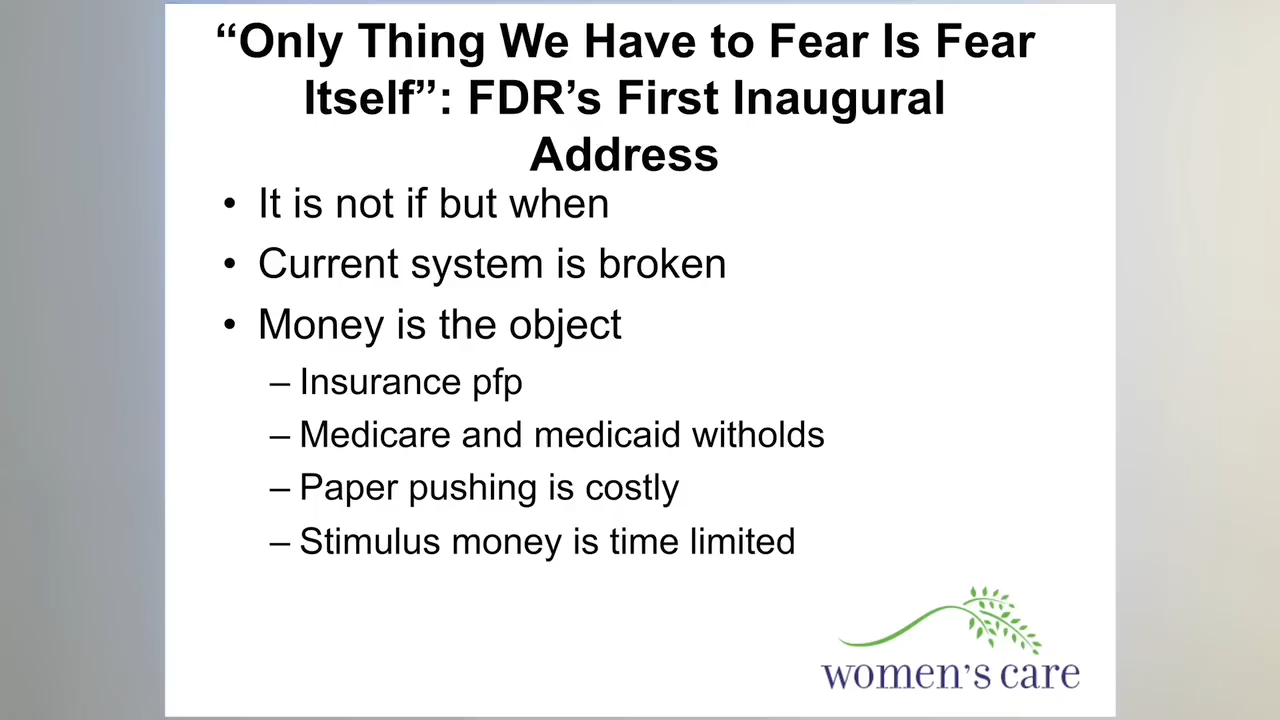 “Only Thing We Have to Fear Is Fear
Itself”: FDR’s First Inaugural
Address
• It is not if but when
• Current system is broken
• Money is the object
– Insurance pfp
– Medicare and medicaid witholds
– Paper pushing is costly
– Stimulus money is time limited
women’s care